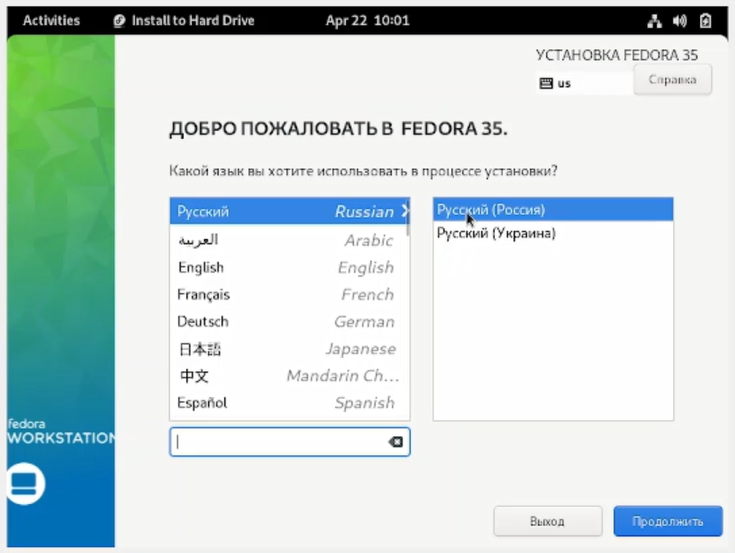 Activities Install to Hard Drive Apr 22 10:01
УСТАНОВКА FEDORA 35
us Справка
ДОБРО ПОЖАЛОВАТЬ В FEDORA 35.
Какой язык вы хотите использовать в процессе установки?
Русский Russian
العربية Arabic
English English
Français French
Deutsch German
日本語 Japanese
中文 Mandarin Ch...
Español Spanish
Русский (Россия)
Русский (Украина)
fedora
WORKSTATION
Выход Продолжить